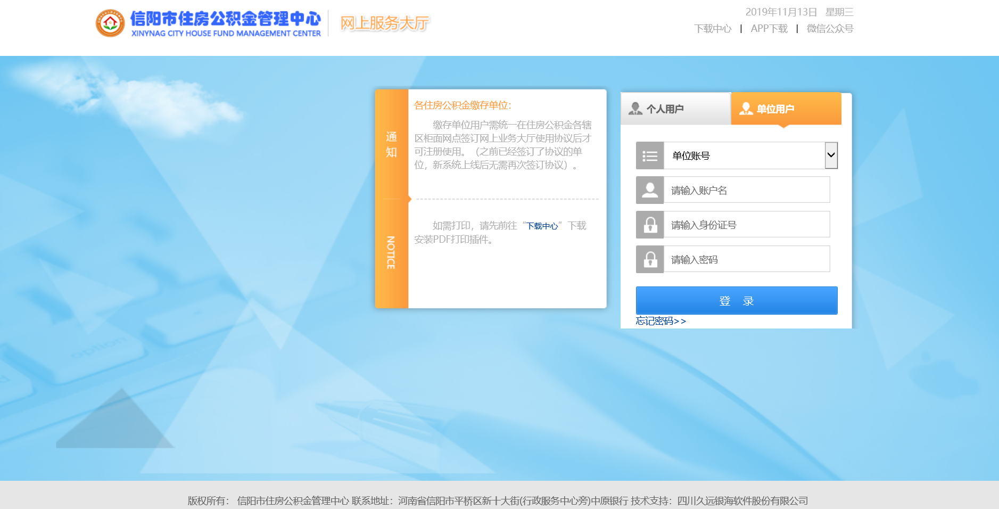 信阳市住房公积金管理中心
XINYNAG CITY HOUSE FUND MANAGEMENT CENTER
网上服务大厅
2019年11月13日 星期三
下载中心 | APP下载 | 微信公众号
通知
NOTICE
各住房公积金缴存单位：
缴存单位用户需统一在住房公积金各辖
区柜面网点签订网上业务大厅使用协议后才
可注册使用。（之前已经签订了协议的单
位，新系统上线后无需再次签订协议）。
如需打印，请先前往“下载中心”下载
安装PDF打印插件。
个人用户
单位用户
单位账号
请输入账户名
请输入身份证号
请输入密码
登 录
忘记密码>>
option
版权所有： 信阳市住房公积金管理中心 联系地址：河南省信阳市平桥区新十大街(行政服务中心旁)中原银行 技术支持：四川久远银海软件股份有限公司